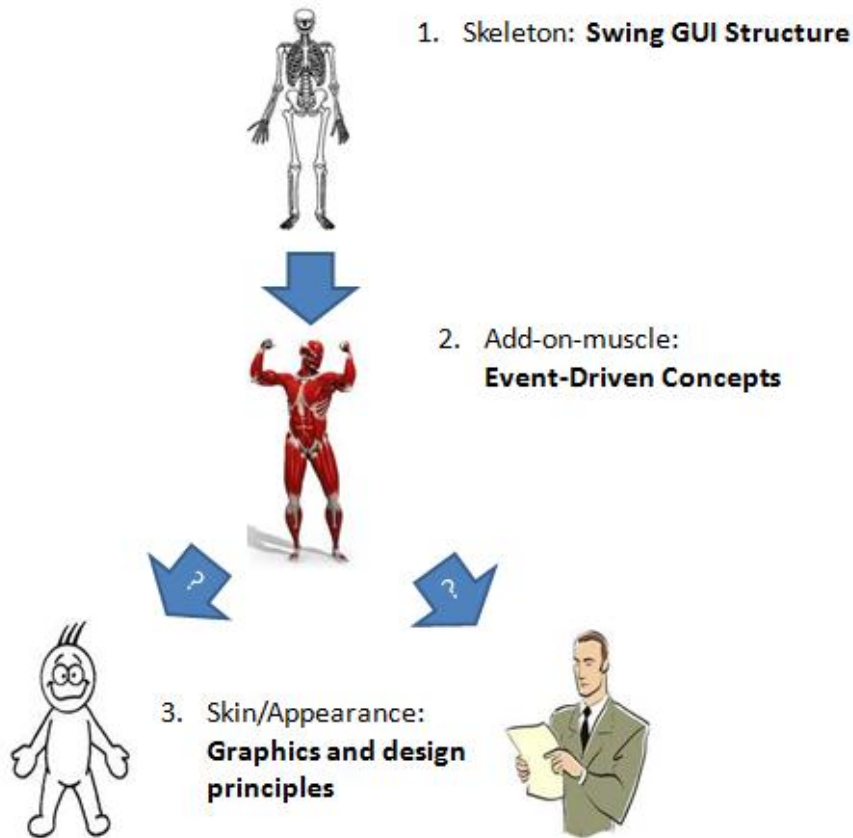 1. Skeleton: Swing GUI Structure
2. Add-on-muscle:
Event-Driven Concepts
?
?
3. Skin/Appearance:
Graphics and design
principles